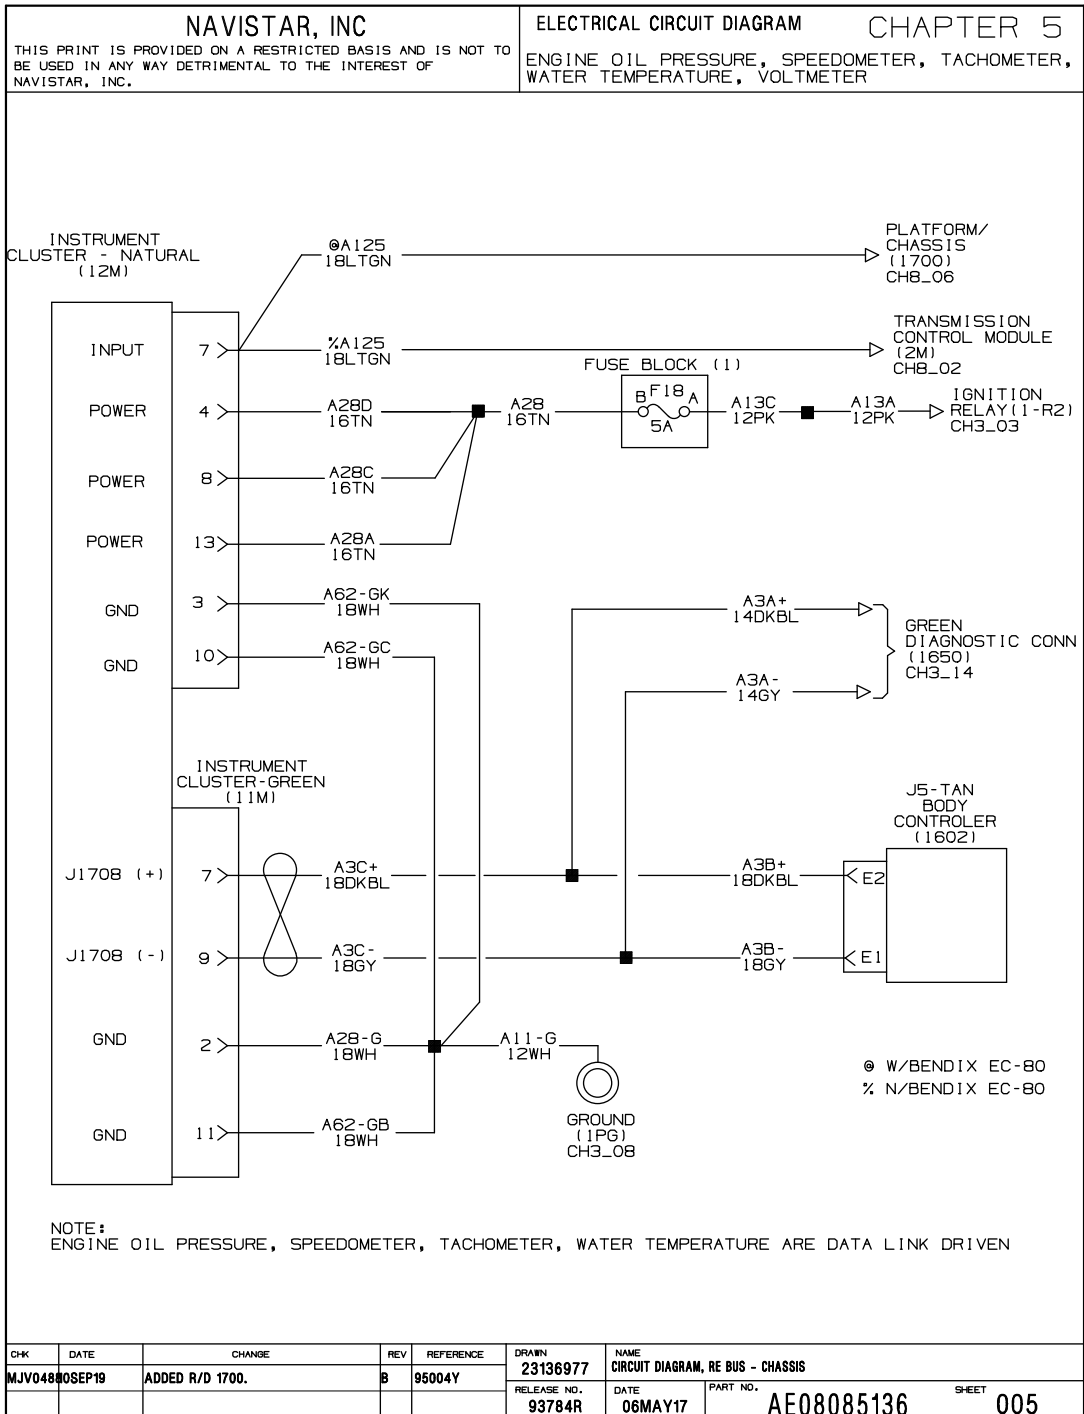 NAVISTAR, INC
THIS PRINT IS PROVIDED ON A RESTRICTED BASIS AND IS NOT TO
BE USED IN ANY WAY DETRIMENTAL TO THE INTEREST OF
NAVISTAR, INC.
ELECTRICAL CIRCUIT DIAGRAM
CHAPTER 5
ENGINE OIL PRESSURE, SPEEDOMETER, TACHOMETER,
WATER TEMPERATURE, VOLTMETER
INSTRUMENT
CLUSTER - NATURAL
(12M)
@A125
18LTGN
PLATFORM/
CHASSIS
(1700)
CH8_06
INPUT
7
%A125
18LTGN
TRANSMISSION
CONTROL MODULE
(2M)
CH8_02
FUSE BLOCK (1)
POWER
4
A28D
16TN
A28
16TN
B F18 A
5A
A13C
12PK
A13A
12PK
IGNITION
RELAY(1-R2)
CH3_03
POWER
8
A28C
16TN
POWER
13
A28A
16TN
GND
3
A62-GK
18WH
GND
10
A62-GC
18WH
A3A+
14DKBL
A3A-
14GY
GREEN
DIAGNOSTIC CONN
(1650)
CH3_14
INSTRUMENT
CLUSTER-GREEN
(11M)
J5-TAN
BODY
CONTROLER
(1602)
J1708 (+)
7
A3C+
18DKBL
A3B+
18DKBL
E2
J1708 (-)
9
A3C-
18GY
A3B-
18GY
E1
GND
2
A28-G
18WH
A11-G
12WH
GROUND
(1PG)
CH3_08
GND
11
A62-GB
18WH
@ W/BENDIX EC-80
% N/BENDIX EC-80
NOTE:
ENGINE OIL PRESSURE, SPEEDOMETER, TACHOMETER, WATER TEMPERATURE ARE DATA LINK DRIVEN
CHK DATE CHANGE REV REFERENCE
10SEP19 ADDED R/D 1700. B 95004Y
DRAWN
23136977
NAME
CIRCUIT DIAGRAM, RE BUS - CHASSIS
RELEASE NO.
93784R
DATE
06MAY17
PART NO.
AE08085136
SHEET
005